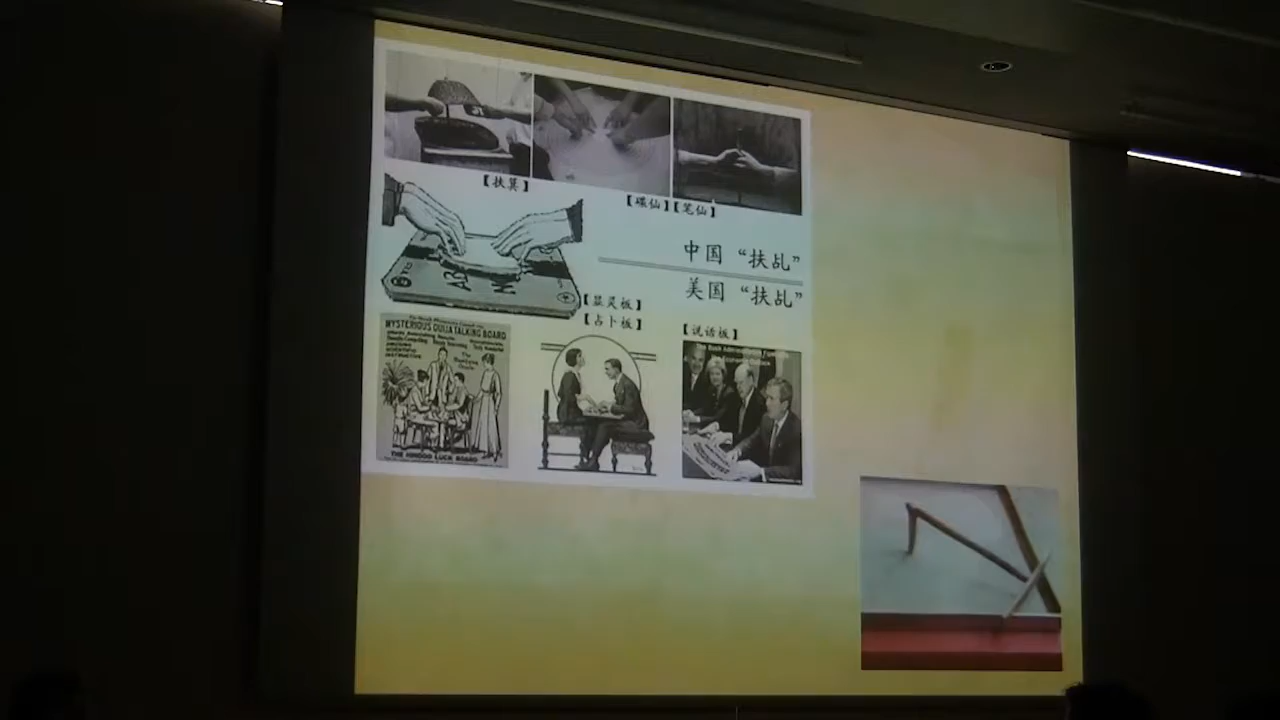 【扶箕】
【碟仙】【笔仙】
中国 “扶乩”
美国 “扶乩”
【显灵板】
【占卜板】
【说话板】
MYSTERIOUS OUIJA TALKING BOARD
THE HINDOO LUCK BOARD